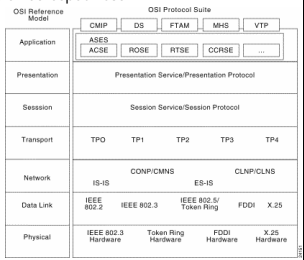 OSI Reference
Model
OSI Protocol Suite
CMIP DS FTAM MHS VTP
Application
ASES
ACSE ROSE RTSE CCRSE ...
Presentation
Presentation Service/Presentation Protocol
Sesssion
Session Service/Session Protocol
Transport
TP0 TP1 TP2 TP3 TP4
Network
CONP/CMNS CLNP/CLNS
IS-IS ES-IS
Data Link
IEEE
802.2
IEEE 802.3
IEEE 802.5/
Token Ring
FDDI X.25
Physical
IEEE 802.3
Hardware
Token Ring
Hardware
FDDI
Hardware
X.25
Hardware